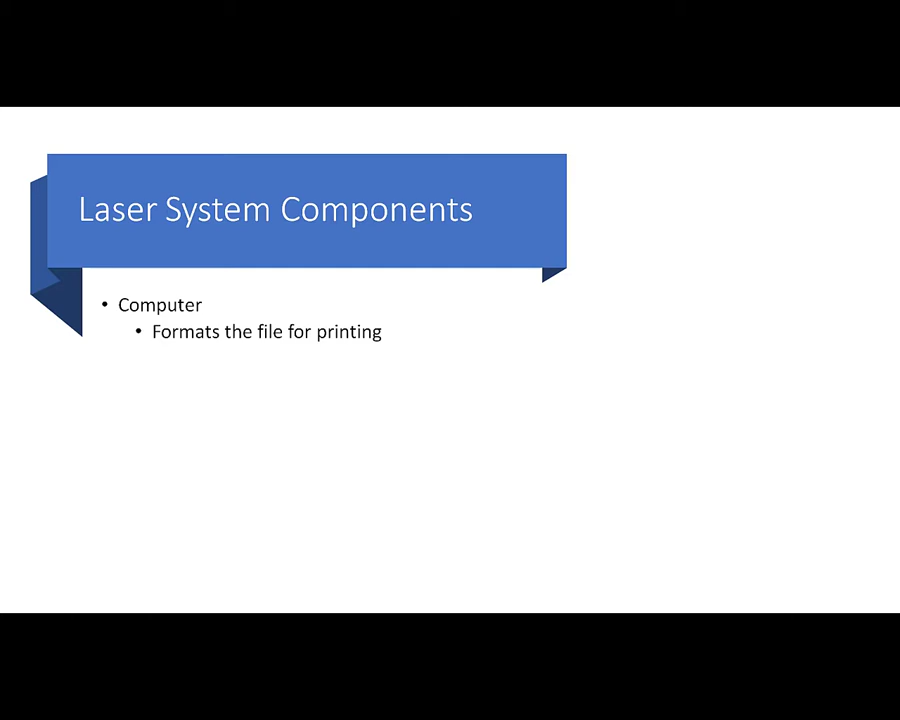 Laser System Components
• Computer
• Formats the file for printing